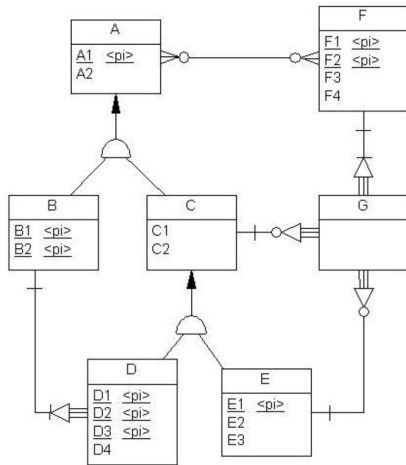 A
A1 <pi>
A2
F
F1 <pi>
F2 <pi>
F3
F4
B
B1 <pi>
B2 <pi>
C
C1
C2
G
D
D1 <pi>
D2 <pi>
D3 <pi>
D4
E
E1 <pi>
E2
E3